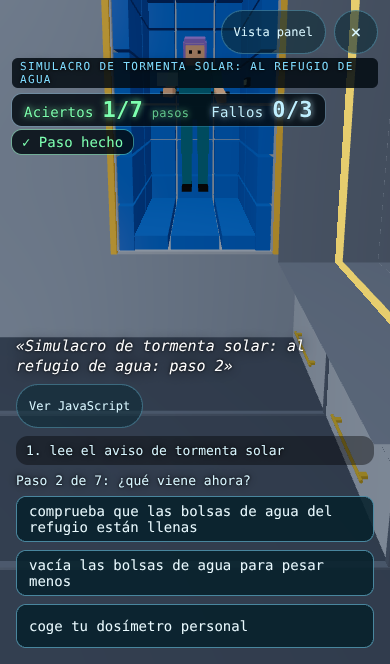 Vista panel
×
SIMULACRO DE TORMENTA SOLAR: AL REFUGIO DE
AGUA
Aciertos 1/7 pasos Fallos 0/3
✓ Paso hecho
«Simulacro de tormenta solar: al
refugio de agua: paso 2»
Ver JavaScript
1. lee el aviso de tormenta solar
Paso 2 de 7: ¿qué viene ahora?
comprueba que las bolsas de agua del
refugio están llenas
vacía las bolsas de agua para pesar
menos
coge tu dosímetro personal